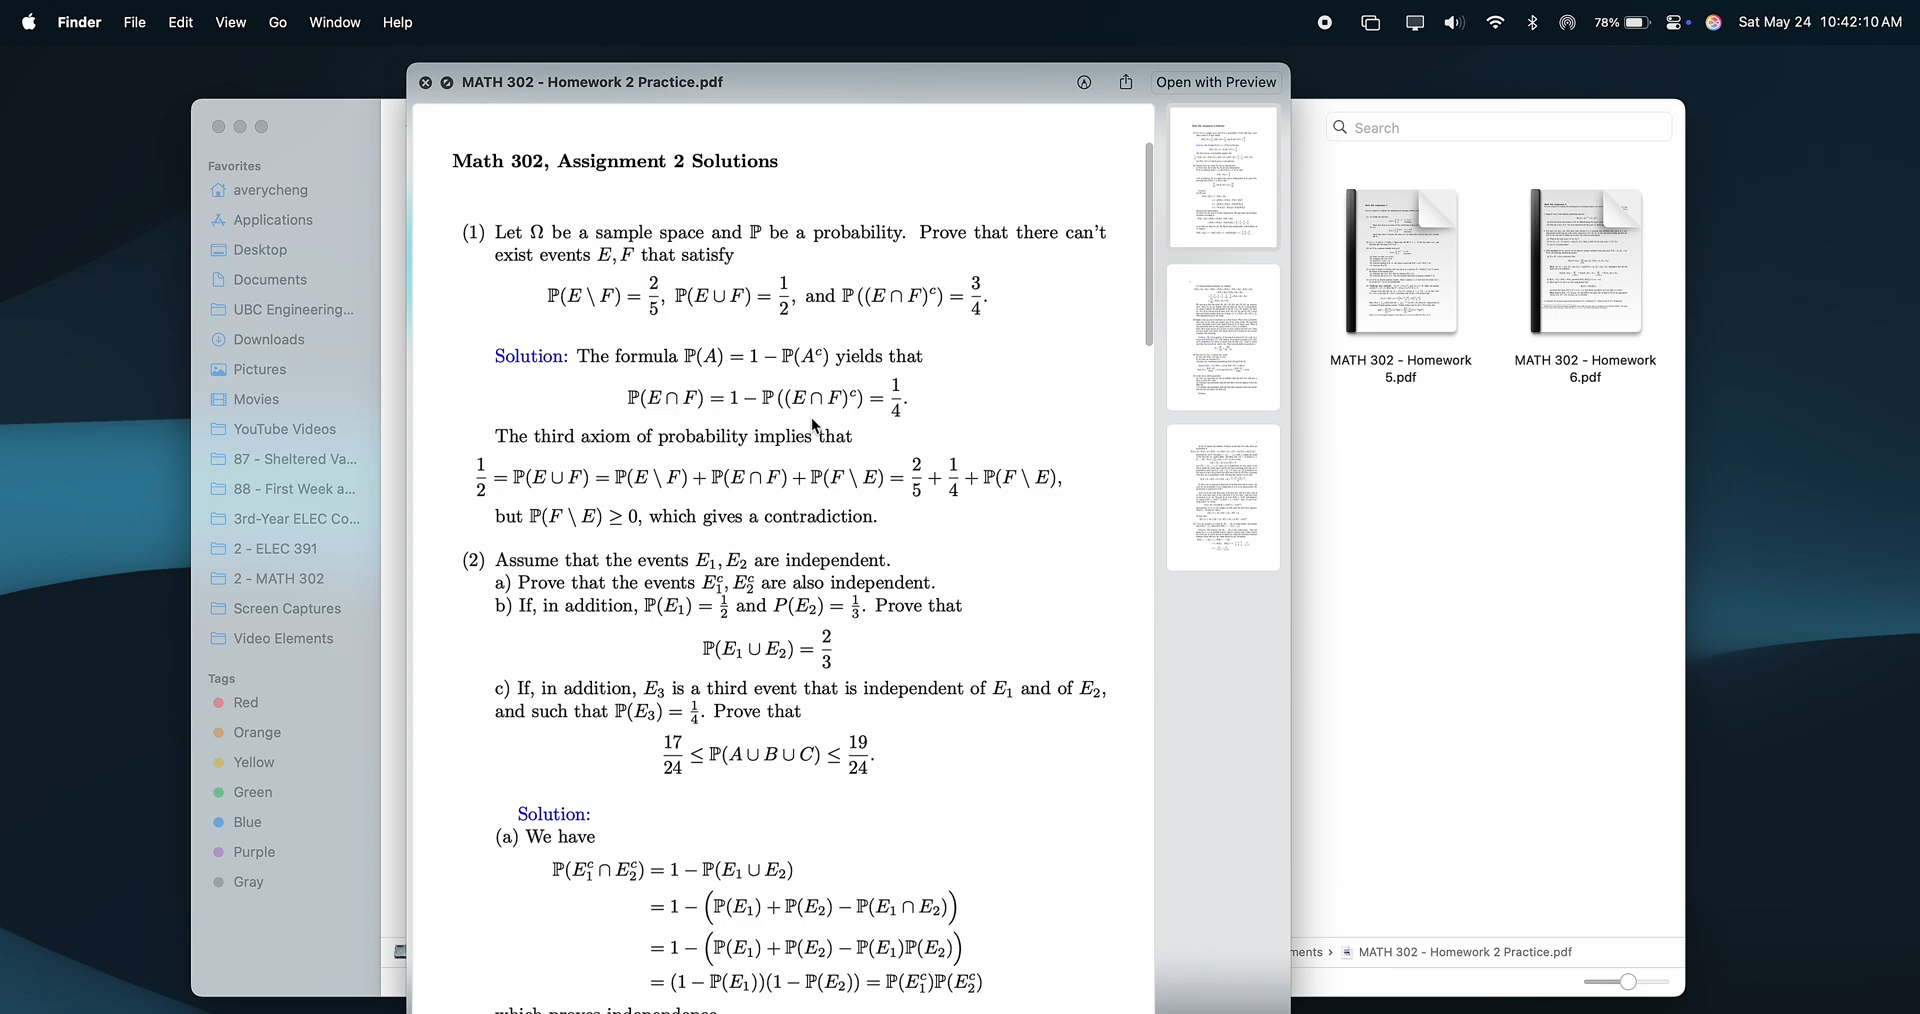 Finder File Edit View Go Window Help
78% Sat May 24 10:42:10 AM
MATH 302 - Homework 2 Practice.pdf
Open with Preview
Search
Favorites
averycheng
Applications
Desktop
Documents
UBC Engineering...
Downloads
Pictures
Movies
YouTube Videos
87 - Sheltered Va...
88 - First Week a...
3rd-Year ELEC Co...
2 - ELEC 391
2 - MATH 302
Screen Captures
Video Elements
Tags
Red
Orange
Yellow
Green
Blue
Purple
Gray
Math 302, Assignment 2 Solutions
(1) Let Ω be a sample space and ℙ be a probability. Prove that there can't
exist events E, F that satisfy
ℙ(E \ F) = 2/5, ℙ(E ∪ F) = 1/2, and ℙ((E ∩ F)ᶜ) = 3/4.
Solution: The formula ℙ(A) = 1 − ℙ(Aᶜ) yields that
ℙ(E ∩ F) = 1 − ℙ((E ∩ F)ᶜ) = 1/4.
The third axiom of probability implies that
1/2 = ℙ(E ∪ F) = ℙ(E \ F) + ℙ(E ∩ F) + ℙ(F \ E) = 2/5 + 1/4 + ℙ(F \ E),
but ℙ(F \ E) ≥ 0, which gives a contradiction.
(2) Assume that the events E₁, E₂ are independent.
a) Prove that the events E₁ᶜ, E₂ᶜ are also independent.
b) If, in addition, ℙ(E₁) = 1/2 and P(E₂) = 1/3. Prove that
ℙ(E₁ ∪ E₂) = 2/3
c) If, in addition, E₃ is a third event that is independent of E₁ and of E₂,
and such that ℙ(E₃) = 1/4. Prove that
17/24 ≤ ℙ(A ∪ B ∪ C) ≤ 19/24.
Solution:
(a) We have
ℙ(E₁ᶜ ∩ E₂ᶜ) = 1 − ℙ(E₁ ∪ E₂)
= 1 − (ℙ(E₁) + ℙ(E₂) − ℙ(E₁ ∩ E₂))
= 1 − (ℙ(E₁) + ℙ(E₂) − ℙ(E₁)ℙ(E₂))
= (1 − ℙ(E₁))(1 − ℙ(E₂)) = ℙ(E₁ᶜ)ℙ(E₂ᶜ)
which proves independence
MATH 302 - Homework
5.pdf
MATH 302 - Homework
6.pdf
ments › MATH 302 - Homework 2 Practice.pdf